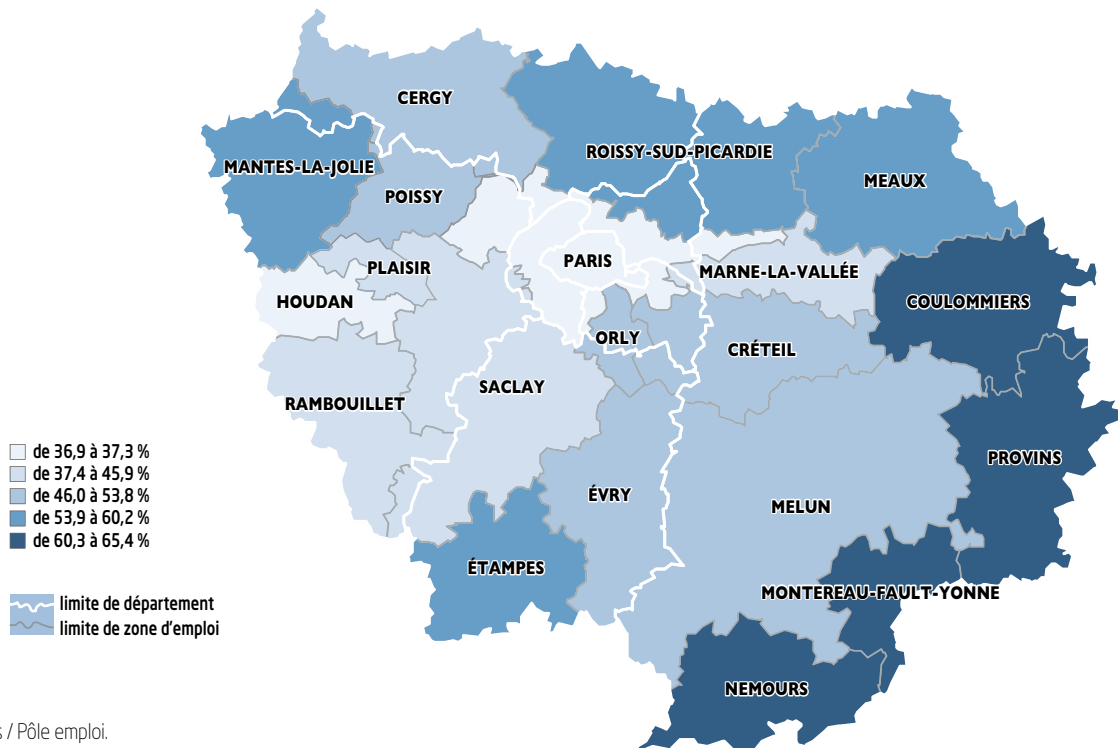 CERGY
ROISSY-SUD-PICARDIE
MANTES-LA-JOLIE
MEAUX
POISSY
PARIS
PLAISIR
MARNE-LA-VALLÉE
HOUDAN
COULOMMIERS
ORLY
CRÉTEIL
SACLAY
RAMBOUILLET
PROVINS
ÉVRY
MELUN
ÉTAMPES
MONTEREAU-FAULT-YONNE
NEMOURS
de 36,9 à 37,3 %
de 37,4 à 45,9 %
de 46,0 à 53,8 %
de 53,9 à 60,2 %
de 60,3 à 65,4 %
limite de département
limite de zone d'emploi
s / Pôle emploi.